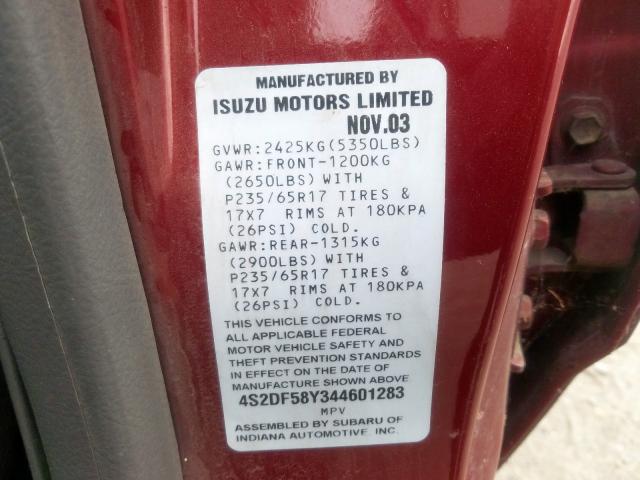 MANUFACTURED BY
ISUZU MOTORS LIMITED
NOV.03
GVWR:2425KG(5350LBS)
GAWR:FRONT-1200KG
(2650LBS) WITH
P235/65R17 TIRES &
17X7 RIMS AT 180KPA
(26PSI) COLD.
GAWR:REAR-1315KG
(2900LBS) WITH
P235/65R17 TIRES &
17X7 RIMS AT 180KPA
(26PSI) COLD.
THIS VEHICLE CONFORMS TO
ALL APPLICABLE FEDERAL
MOTOR VEHICLE SAFETY AND
THEFT PREVENTION STANDARDS
IN EFFECT ON THE DATE OF
MANUFACTURE SHOWN ABOVE
4S2DF58Y344601283
MPV
ASSEMBLED BY SUBARU OF
INDIANA AUTOMOTIVE, INC.